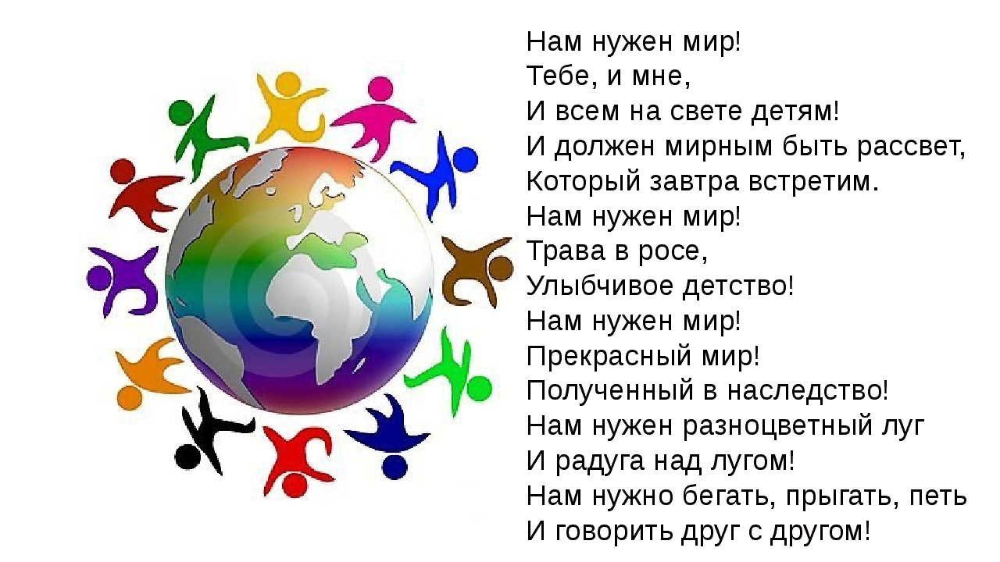 Нам нужен мир!
Тебе, и мне,
И всем на свете детям!
И должен мирным быть рассвет,
Который завтра встретим.
Нам нужен мир!
Трава в росе,
Улыбчивое детство!
Нам нужен мир!
Прекрасный мир!
Полученный в наследство!
Нам нужен разноцветный луг
И радуга над лугом!
Нам нужно бегать, прыгать, петь
И говорить друг с другом!